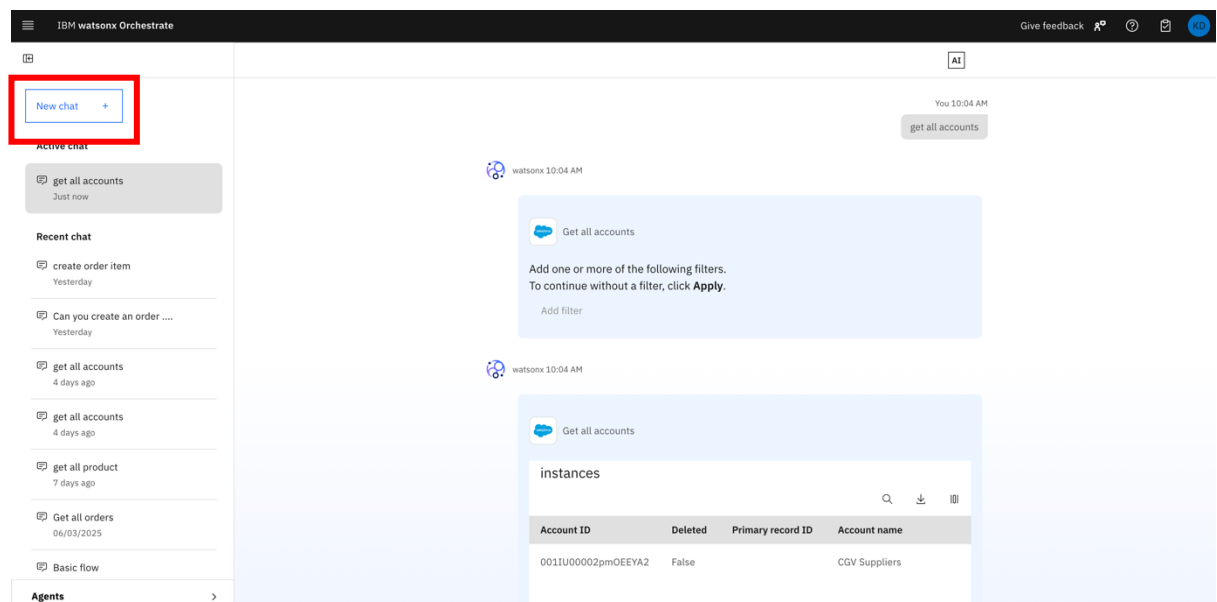 IBM watsonx Orchestrate
Give feedback
KD
AI
New chat +
Active chat
get all accounts
Just now
Recent chat
create order item
Yesterday
Can you create an order ....
Yesterday
get all accounts
4 days ago
get all accounts
4 days ago
get all product
7 days ago
Get all orders
06/03/2025
Basic flow
Agents
You 10:04 AM
get all accounts
watsonx 10:04 AM
Get all accounts
Add one or more of the following filters.
To continue without a filter, click Apply.
Add filter
watsonx 10:04 AM
Get all accounts
instances
Account ID Deleted Primary record ID Account name
001IU00002pmOEEYA2 False CGV Suppliers